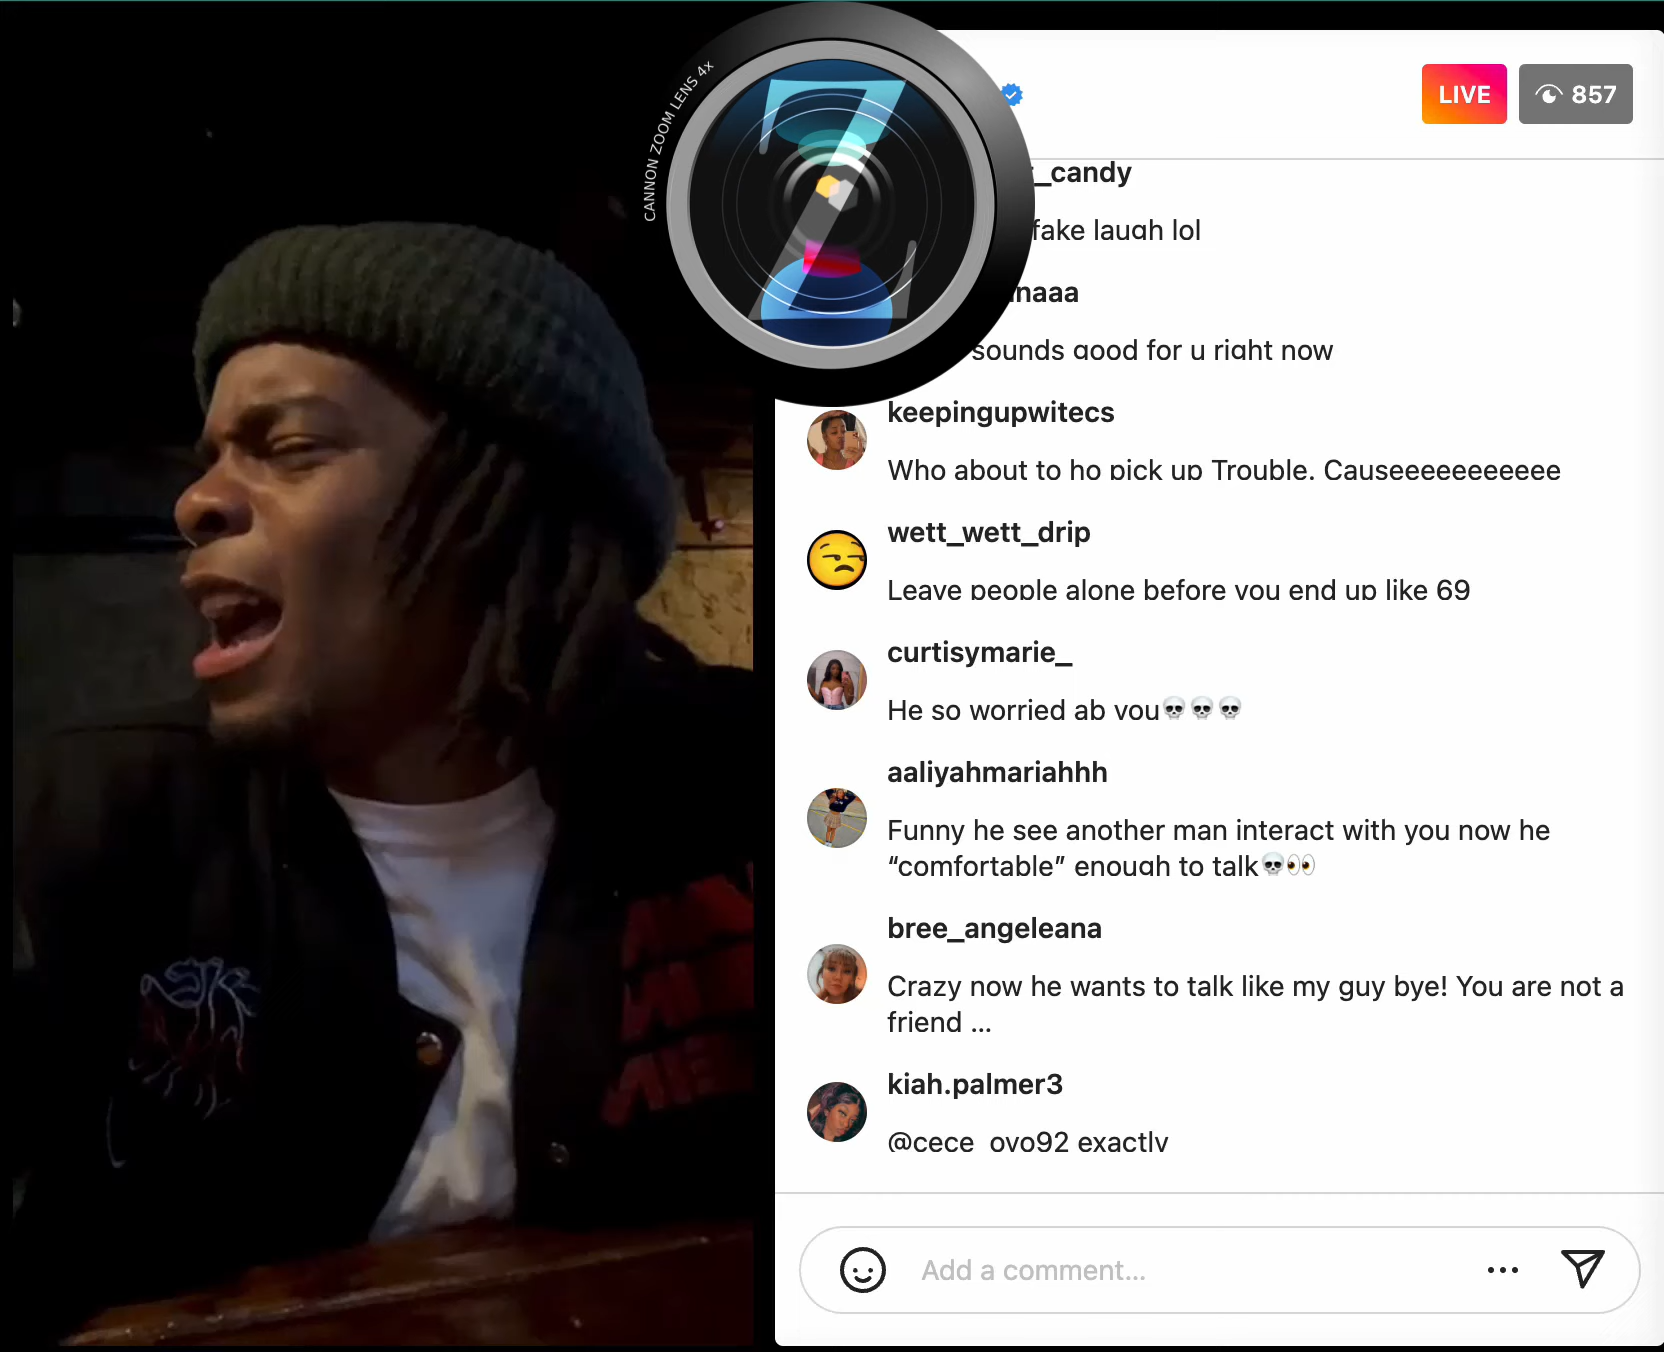 CANNON ZOOM LENS 4x
Z
LIVE
857
_candy
fake laugh lol
naaa
sounds good for u right now
keepingupwitecs
Who about to ho pick up Trouble. Causeeeeeeeeeee
wett_wett_drip
Leave people alone before you end up like 69
curtisymarie_
He so worried ab you💀💀💀
aaliyahmariahhh
Funny he see another man interact with you now he
“comfortable” enough to talk💀👀
bree_angeleana
Crazy now he wants to talk like my guy bye! You are not a
friend ...
kiah.palmer3
@cece_ovo92 exactly
Add a comment...